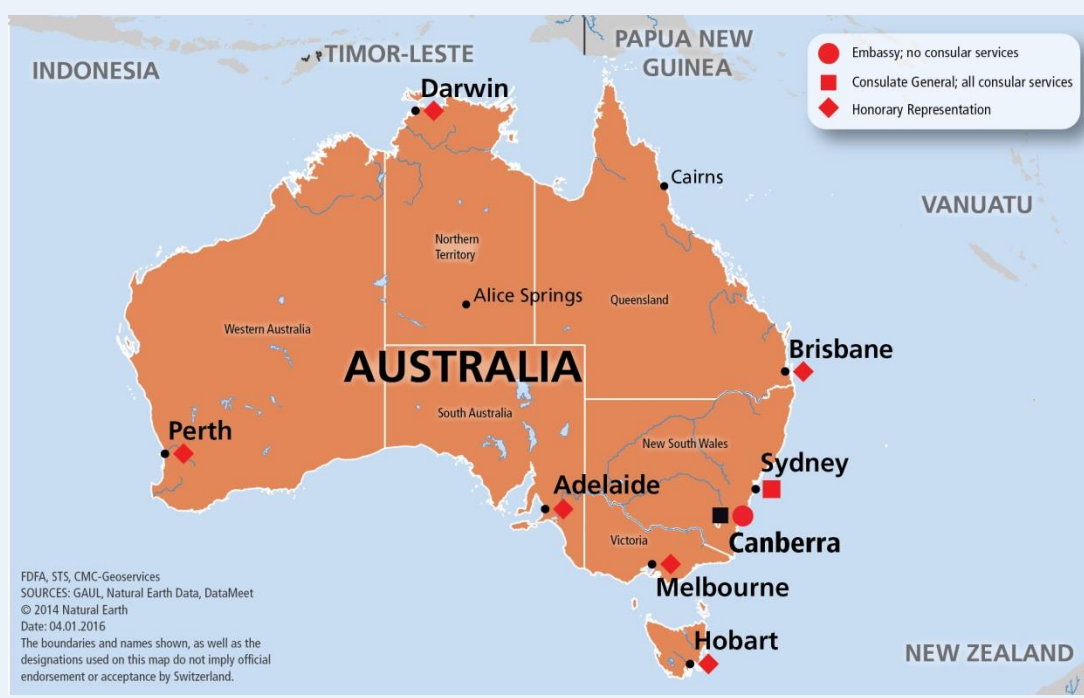 INDONESIA
TIMOR-LESTE
PAPUA NEW
GUINEA
Embassy; no consular services
Consulate General; all consular services
Honorary Representation
Darwin
Cairns
VANUATU
Northern
Territory
Alice Springs
Queensland
Western Australia
Brisbane
AUSTRALIA
South Australia
Perth
New South Wales
Sydney
Adelaide
Canberra
Victoria
Melbourne
Hobart
NEW ZEALAND
FDFA, STS, CMC-Geoservices
SOURCES: GAUL, Natural Earth Data, DataMeet
© 2014 Natural Earth
Date: 04.01.2016
The boundaries and names shown, as well as the
designations used on this map do not imply official
endorsement or acceptance by Switzerland.